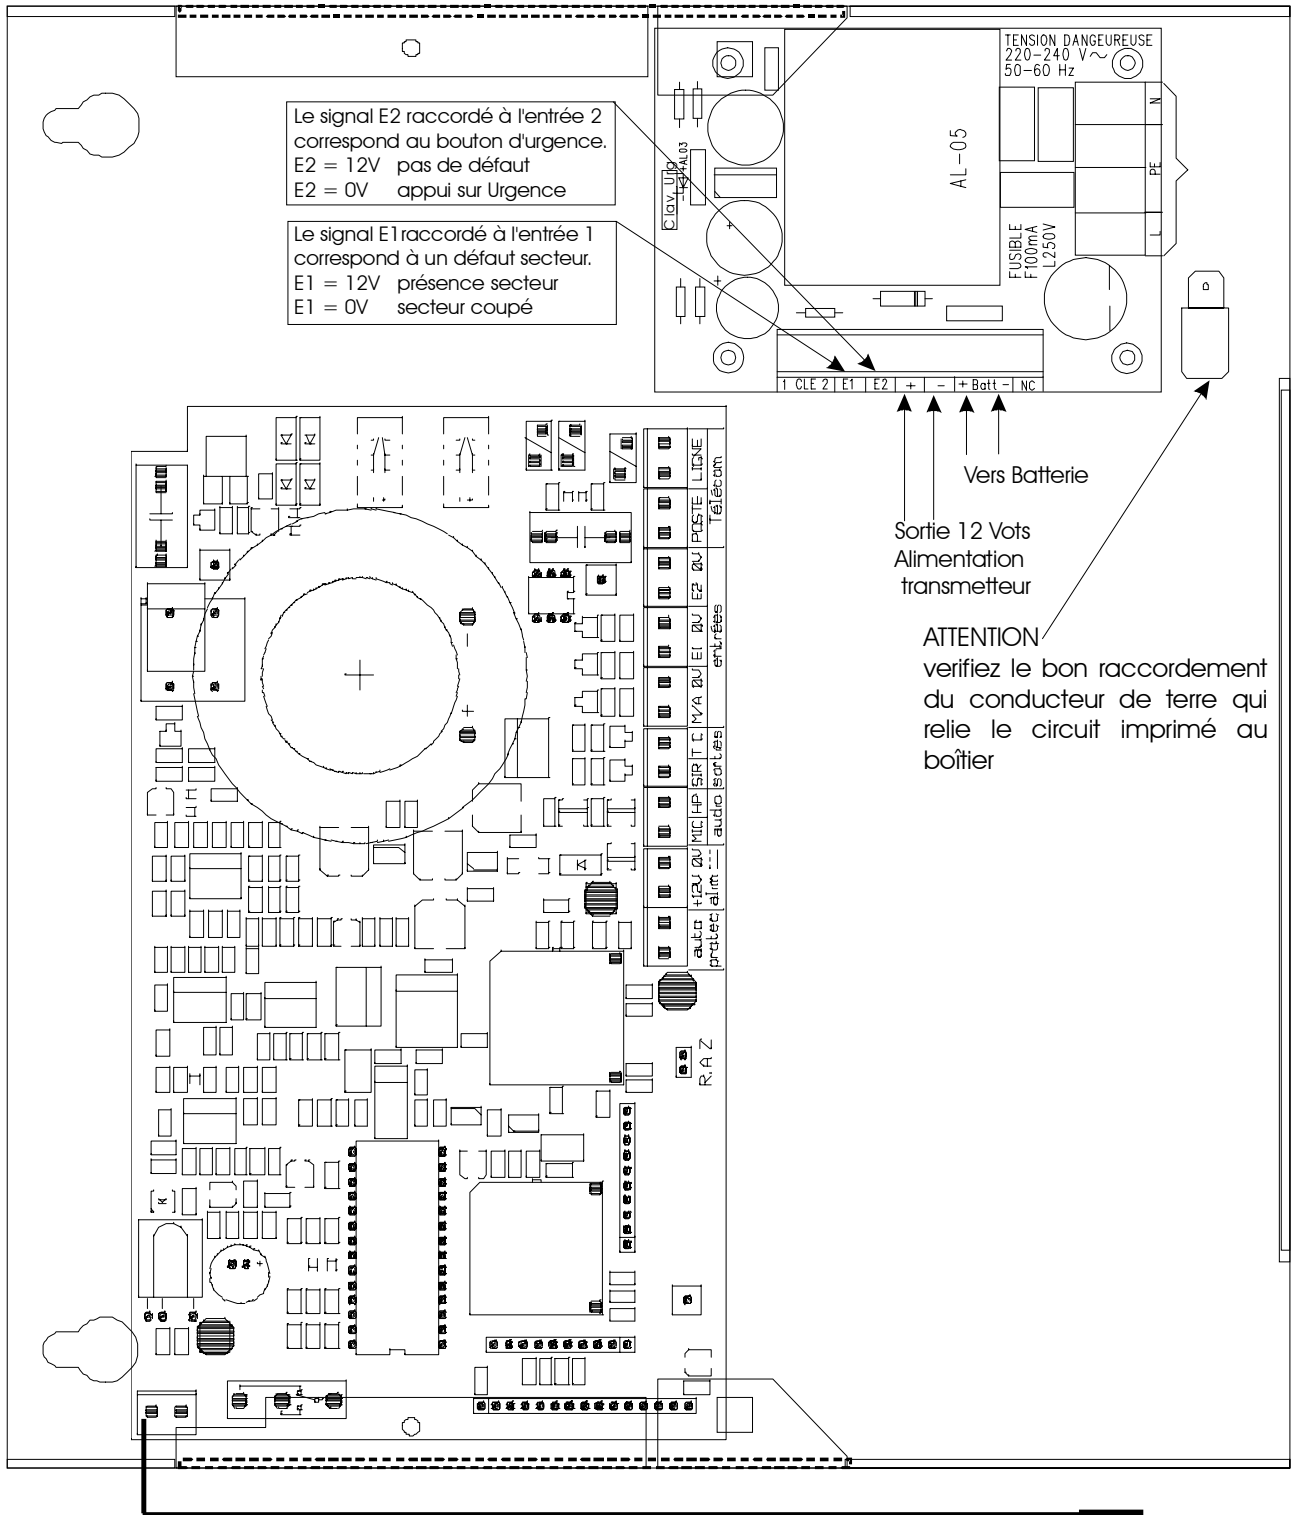 TENSION DANGEUREUSE
220-240 V~
50-60 Hz
Le signal E2 raccordé à l'entrée 2
correspond au bouton d'urgence.
E2 = 12V pas de défaut
E2 = 0V appui sur Urgence
Le signal E1raccordé à l'entrée 1
correspond à un défaut secteur.
E1 = 12V présence secteur
E1 = 0V secteur coupé
Clav. Urg
AL03
AL-05
N
PE
L
FUSIBLE
F100mA
L250V
1 CLE 2 E1 E2 + - + Batt - NC
Vers Batterie
Sortie 12 Vots
Alimentation
transmetteur
ATTENTION
verifiez le bon raccordement
du conducteur de terre qui
relie le circuit imprimé au
boîtier
LIGNE
POSTE
Télécom
E2 0V
E1 0V
M/A 0V
entrées
T C
SIR
sortés
HP
MIC
audio
+12V 0V
alim ---
auto
protec
R.A Z